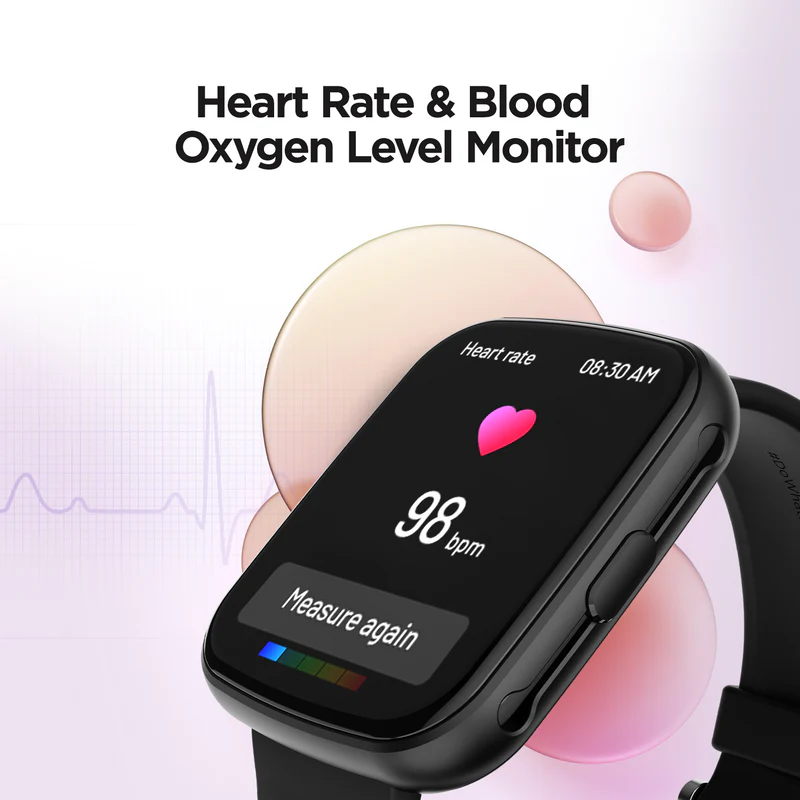 Heart Rate & Blood
Oxygen Level Monitor
Heart rate 08:30 AM
98 bpm
Measure again